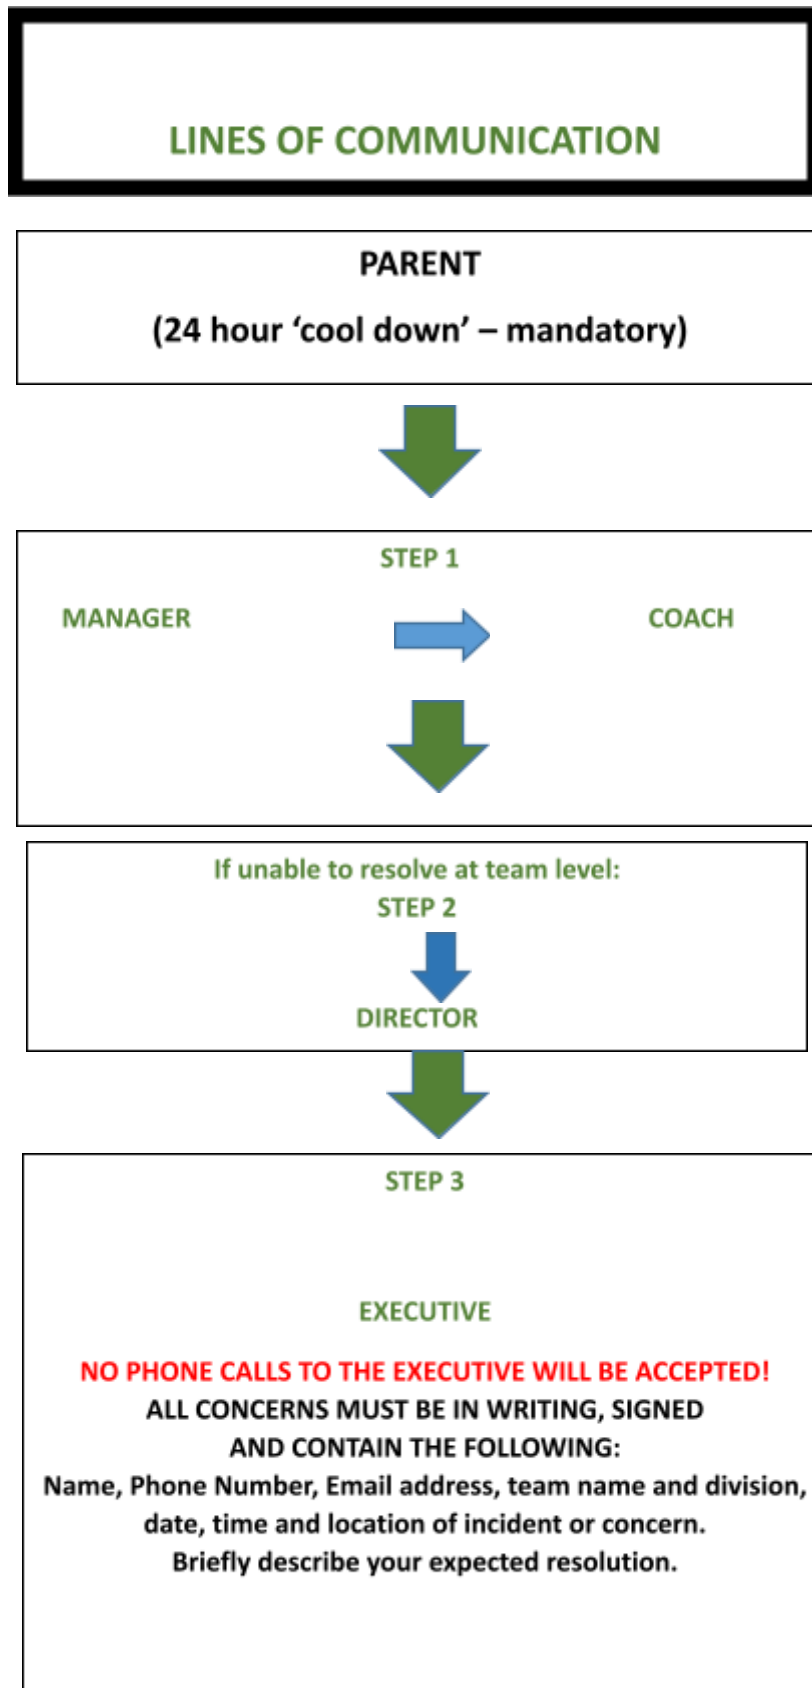 LINES OF COMMUNICATION
PARENT
(24 hour ‘cool down’ – mandatory)
STEP 1
MANAGER
COACH
If unable to resolve at team level:
STEP 2
DIRECTOR
STEP 3
EXECUTIVE
NO PHONE CALLS TO THE EXECUTIVE WILL BE ACCEPTED!
ALL CONCERNS MUST BE IN WRITING, SIGNED
AND CONTAIN THE FOLLOWING:
Name, Phone Number, Email address, team name and division,
date, time and location of incident or concern.
Briefly describe your expected resolution.